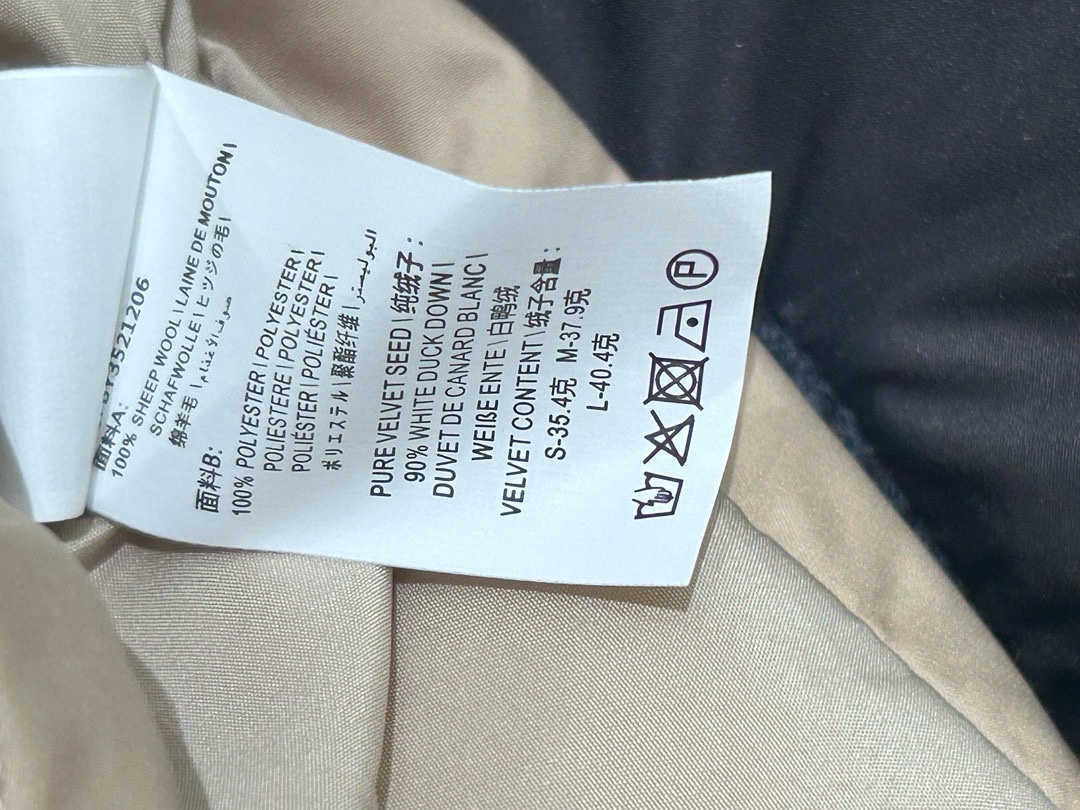 面料A:
100% SHEEP WOOL \ LAINE DE MOUTON \
SCHAFWOLLE \ ヒツジの毛 \
绵羊毛 \ صوف الأغنام
面料B:
100% POLYESTER \ POLYESTER \
POLIESTERE \ POLYESTER \
POLIÉSTER \ POLIÉSTER \
ポリエステル \ 聚酯纤维 \ البوليستر
PURE VELVET SEED \ 纯绒子:
90% WHITE DUCK DOWN \
DUVET DE CANARD BLANC \
WEIßE ENTE \ 白鸭绒
VELVET CONTENT \ 绒子含量:
S-35.4克 M-37.9克
L-40.4克
P